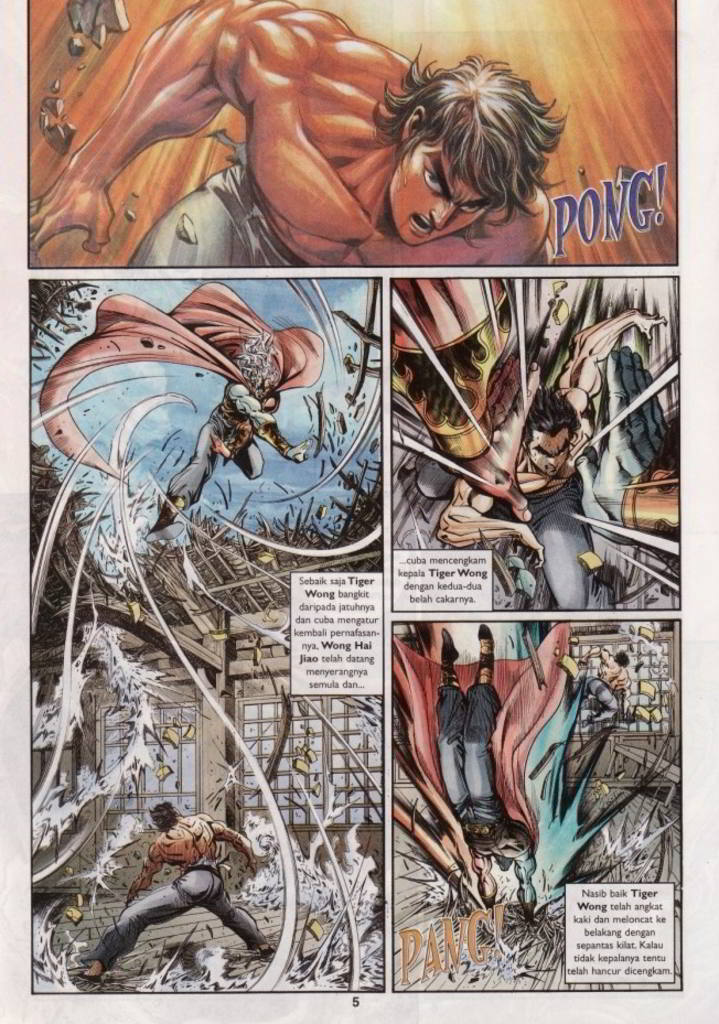 PONG!
Sebaik saja Tiger
Wong bangkit
daripada jatuhnya
dan cuba mengatur
kembali pernafasan-
nya, Wong Hai
Jiao telah datang
menyerangnya
semula dan...
...cuba mencengkam
kepala Tiger Wong
dengan kedua-dua
belah cakarnya.
PANG!
Nasib baik Tiger
Wong telah angkat
kaki dan meloncat ke
belakang dengan
sepantas kilat. Kalau
tidak kepalanya tentu
telah hancur dicengkam.
5